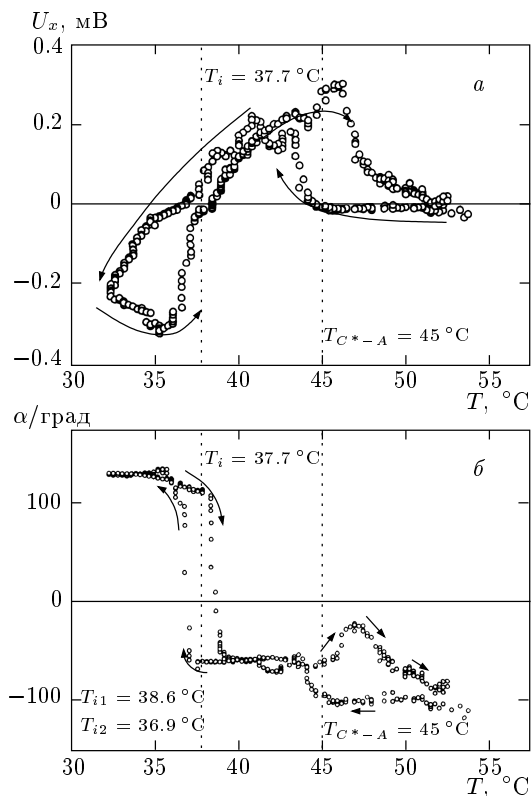 U_x, мВ
0.4
T_i = 37.7 °C
а
0.2
0
−0.2
T_{C*−A} = 45 °C
−0.4
30 35 40 45 50 55
T, °C
α/град
T_i = 37.7 °C
б
100
0
−100
T_{i1} = 38.6 °C
T_{i2} = 36.9 °C
T_{C*−A} = 45 °C
30 35 40 45 50 55
T, °C